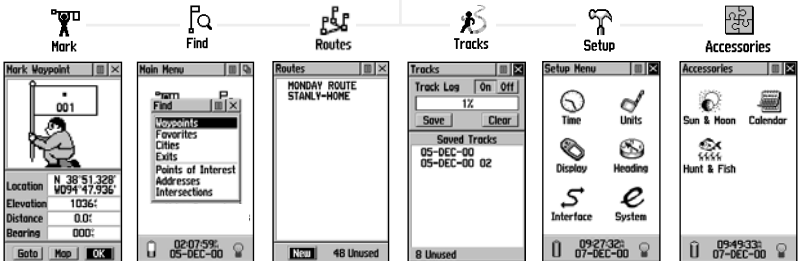 Mark
Find
Routes
Tracks
Setup
Accessories
Mark Waypoint
001
Location
N 38°51.328'
W094°47.936'
Elevation
1036
Distance
0.0
Bearing
000
Goto
Map
OK
Main Menu
Find
Waypoints
Favorites
Cities
Exits
Points of Interest
Addresses
Intersections
02:07:59
05-DEC-00
Routes
MONDAY ROUTE
STANLY-HOME
New
48 Unused
Tracks
Track Log
On
Off
1%
Save
Clear
Saved Tracks
05-DEC-00
05-DEC-00 02
8 Unused
Setup Menu
Time
Units
Display
Heading
Interface
System
09:27:32
07-DEC-00
Accessories
Sun & Moon
Calendar
Hunt & Fish
09:49:33
07-DEC-00